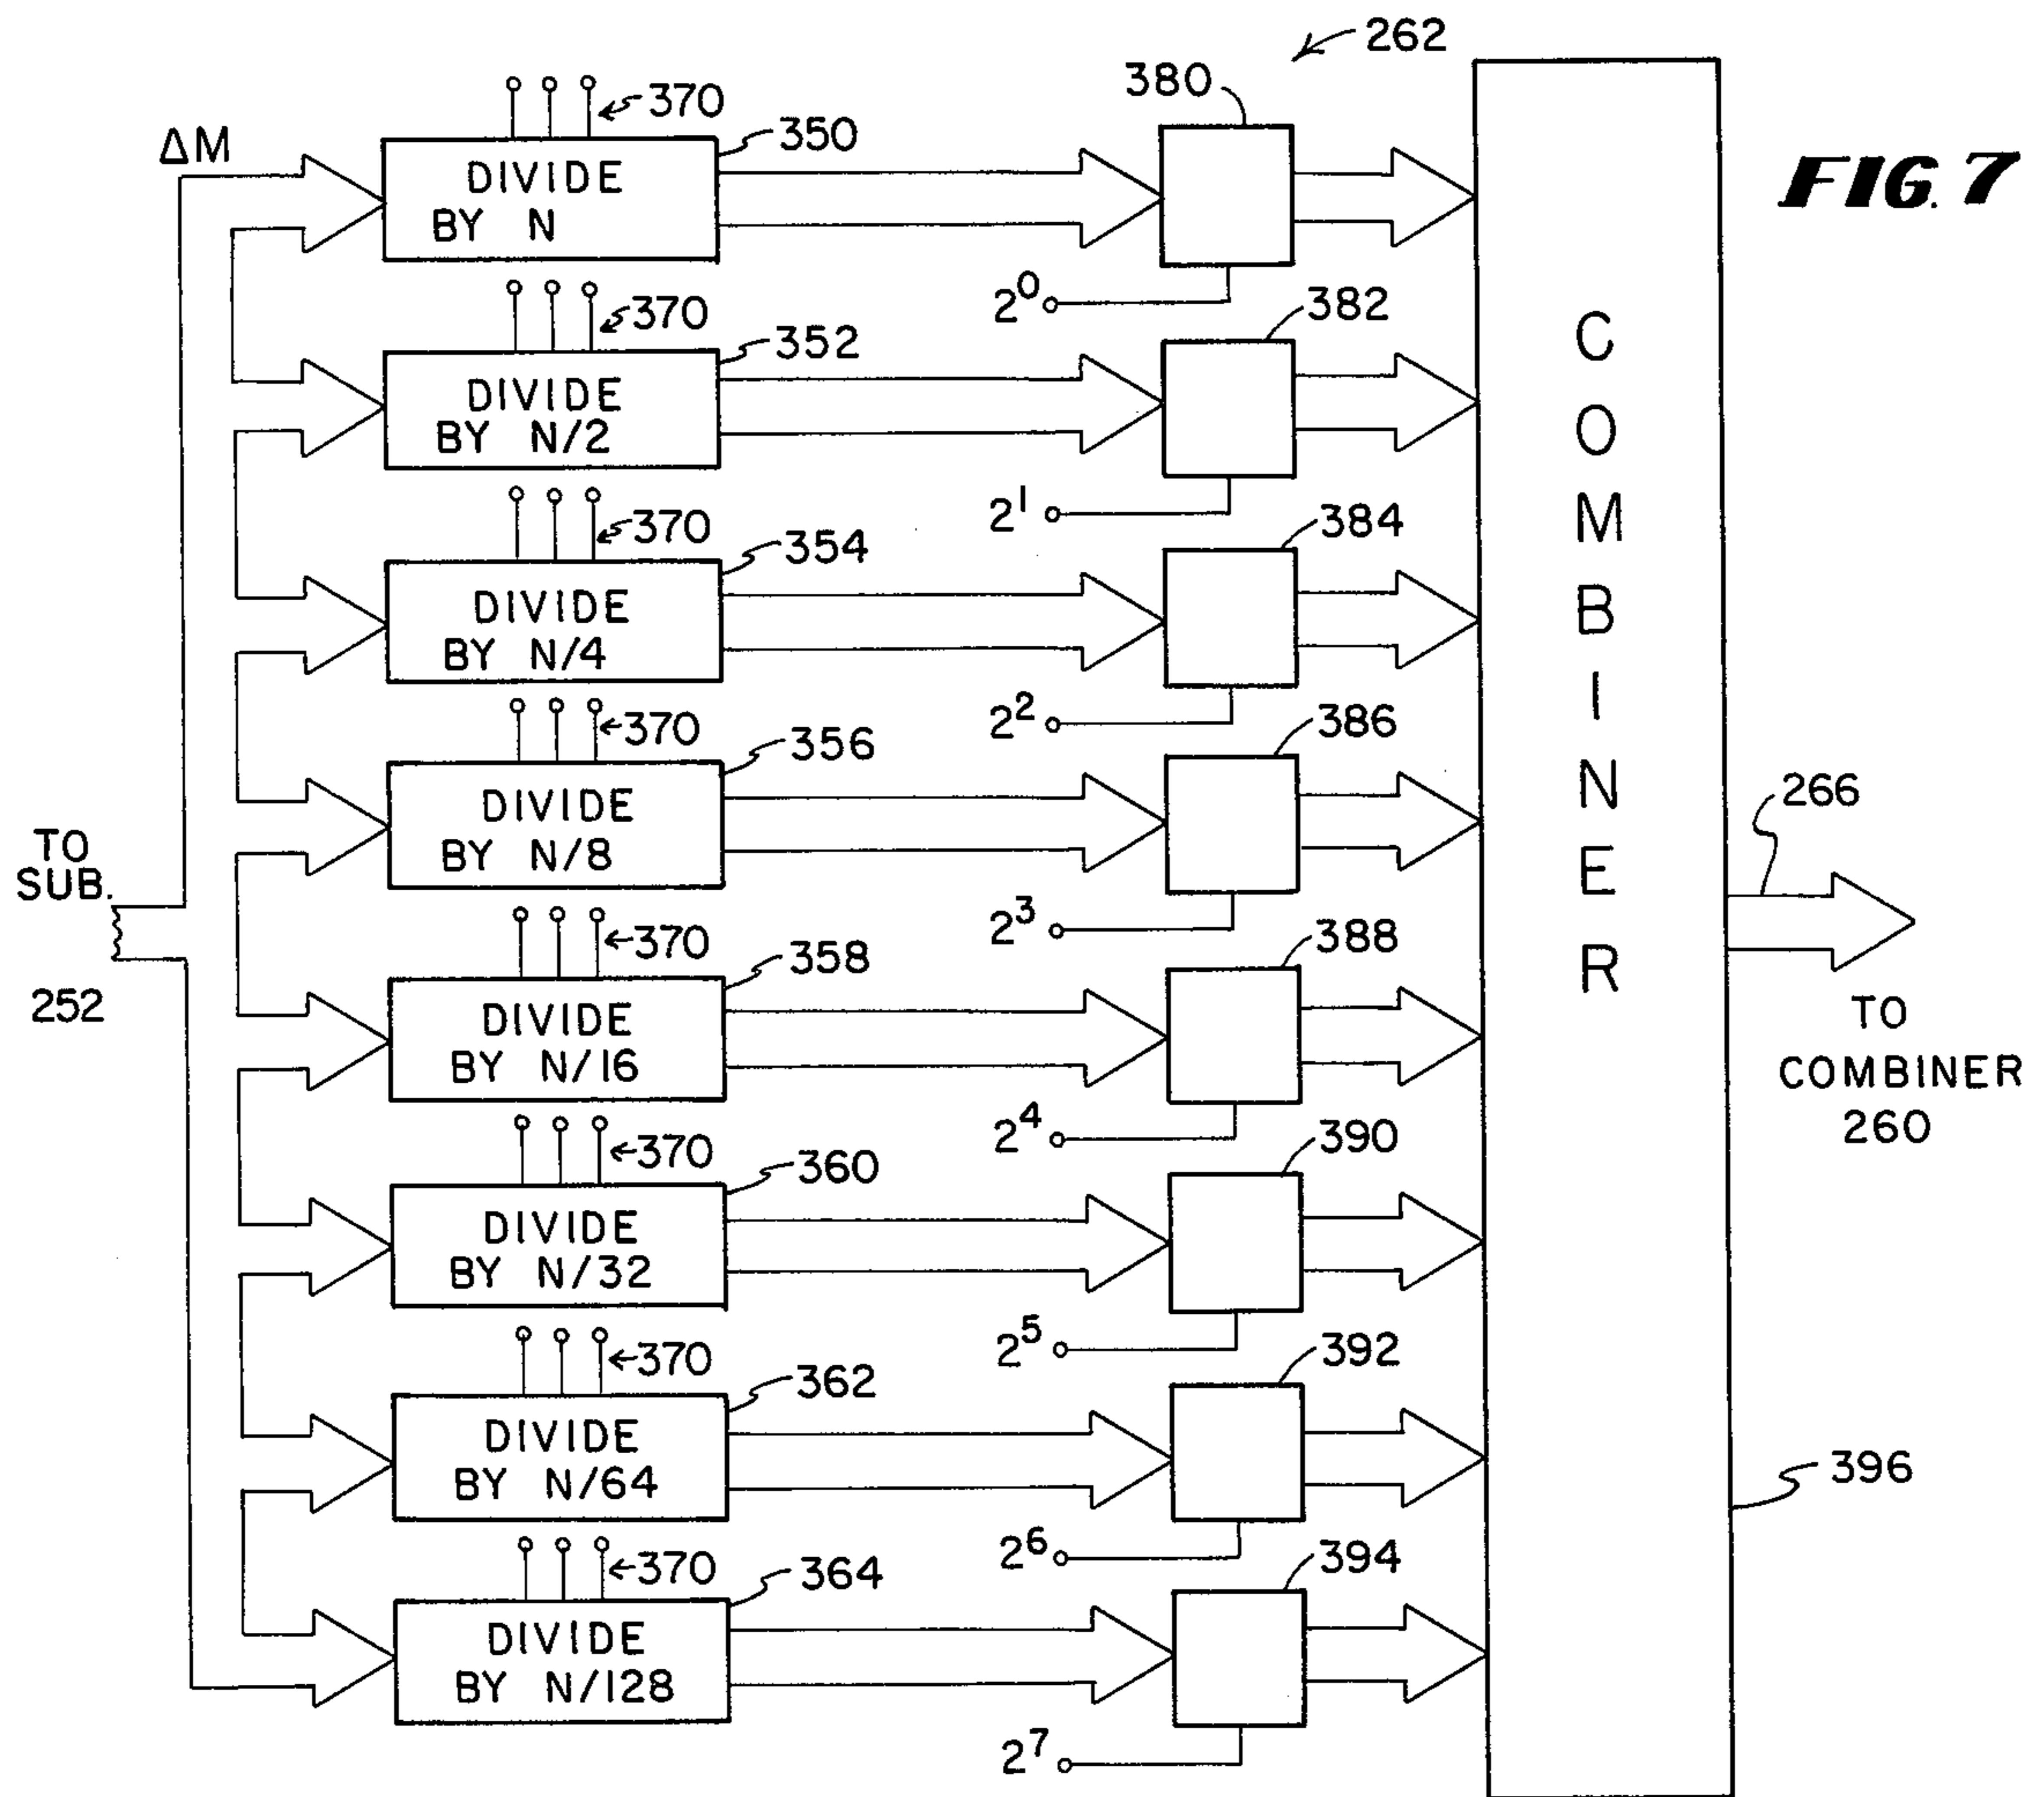 262
380
FIG. 7
370
350
ΔM
DIVIDE
BY N
2⁰
370
382
352
DIVIDE
BY N/2
2¹
370
384
354
DIVIDE
BY N/4
2²
370
386
356
DIVIDE
BY N/8
2³
370
388
358
DIVIDE
BY N/16
2⁴
370
390
360
DIVIDE
BY N/32
2⁵
370
392
362
DIVIDE
BY N/64
2⁶
370
394
364
DIVIDE
BY N/128
2⁷
TO
SUB.
252
COMBINER
266
TO
COMBINER
260
396